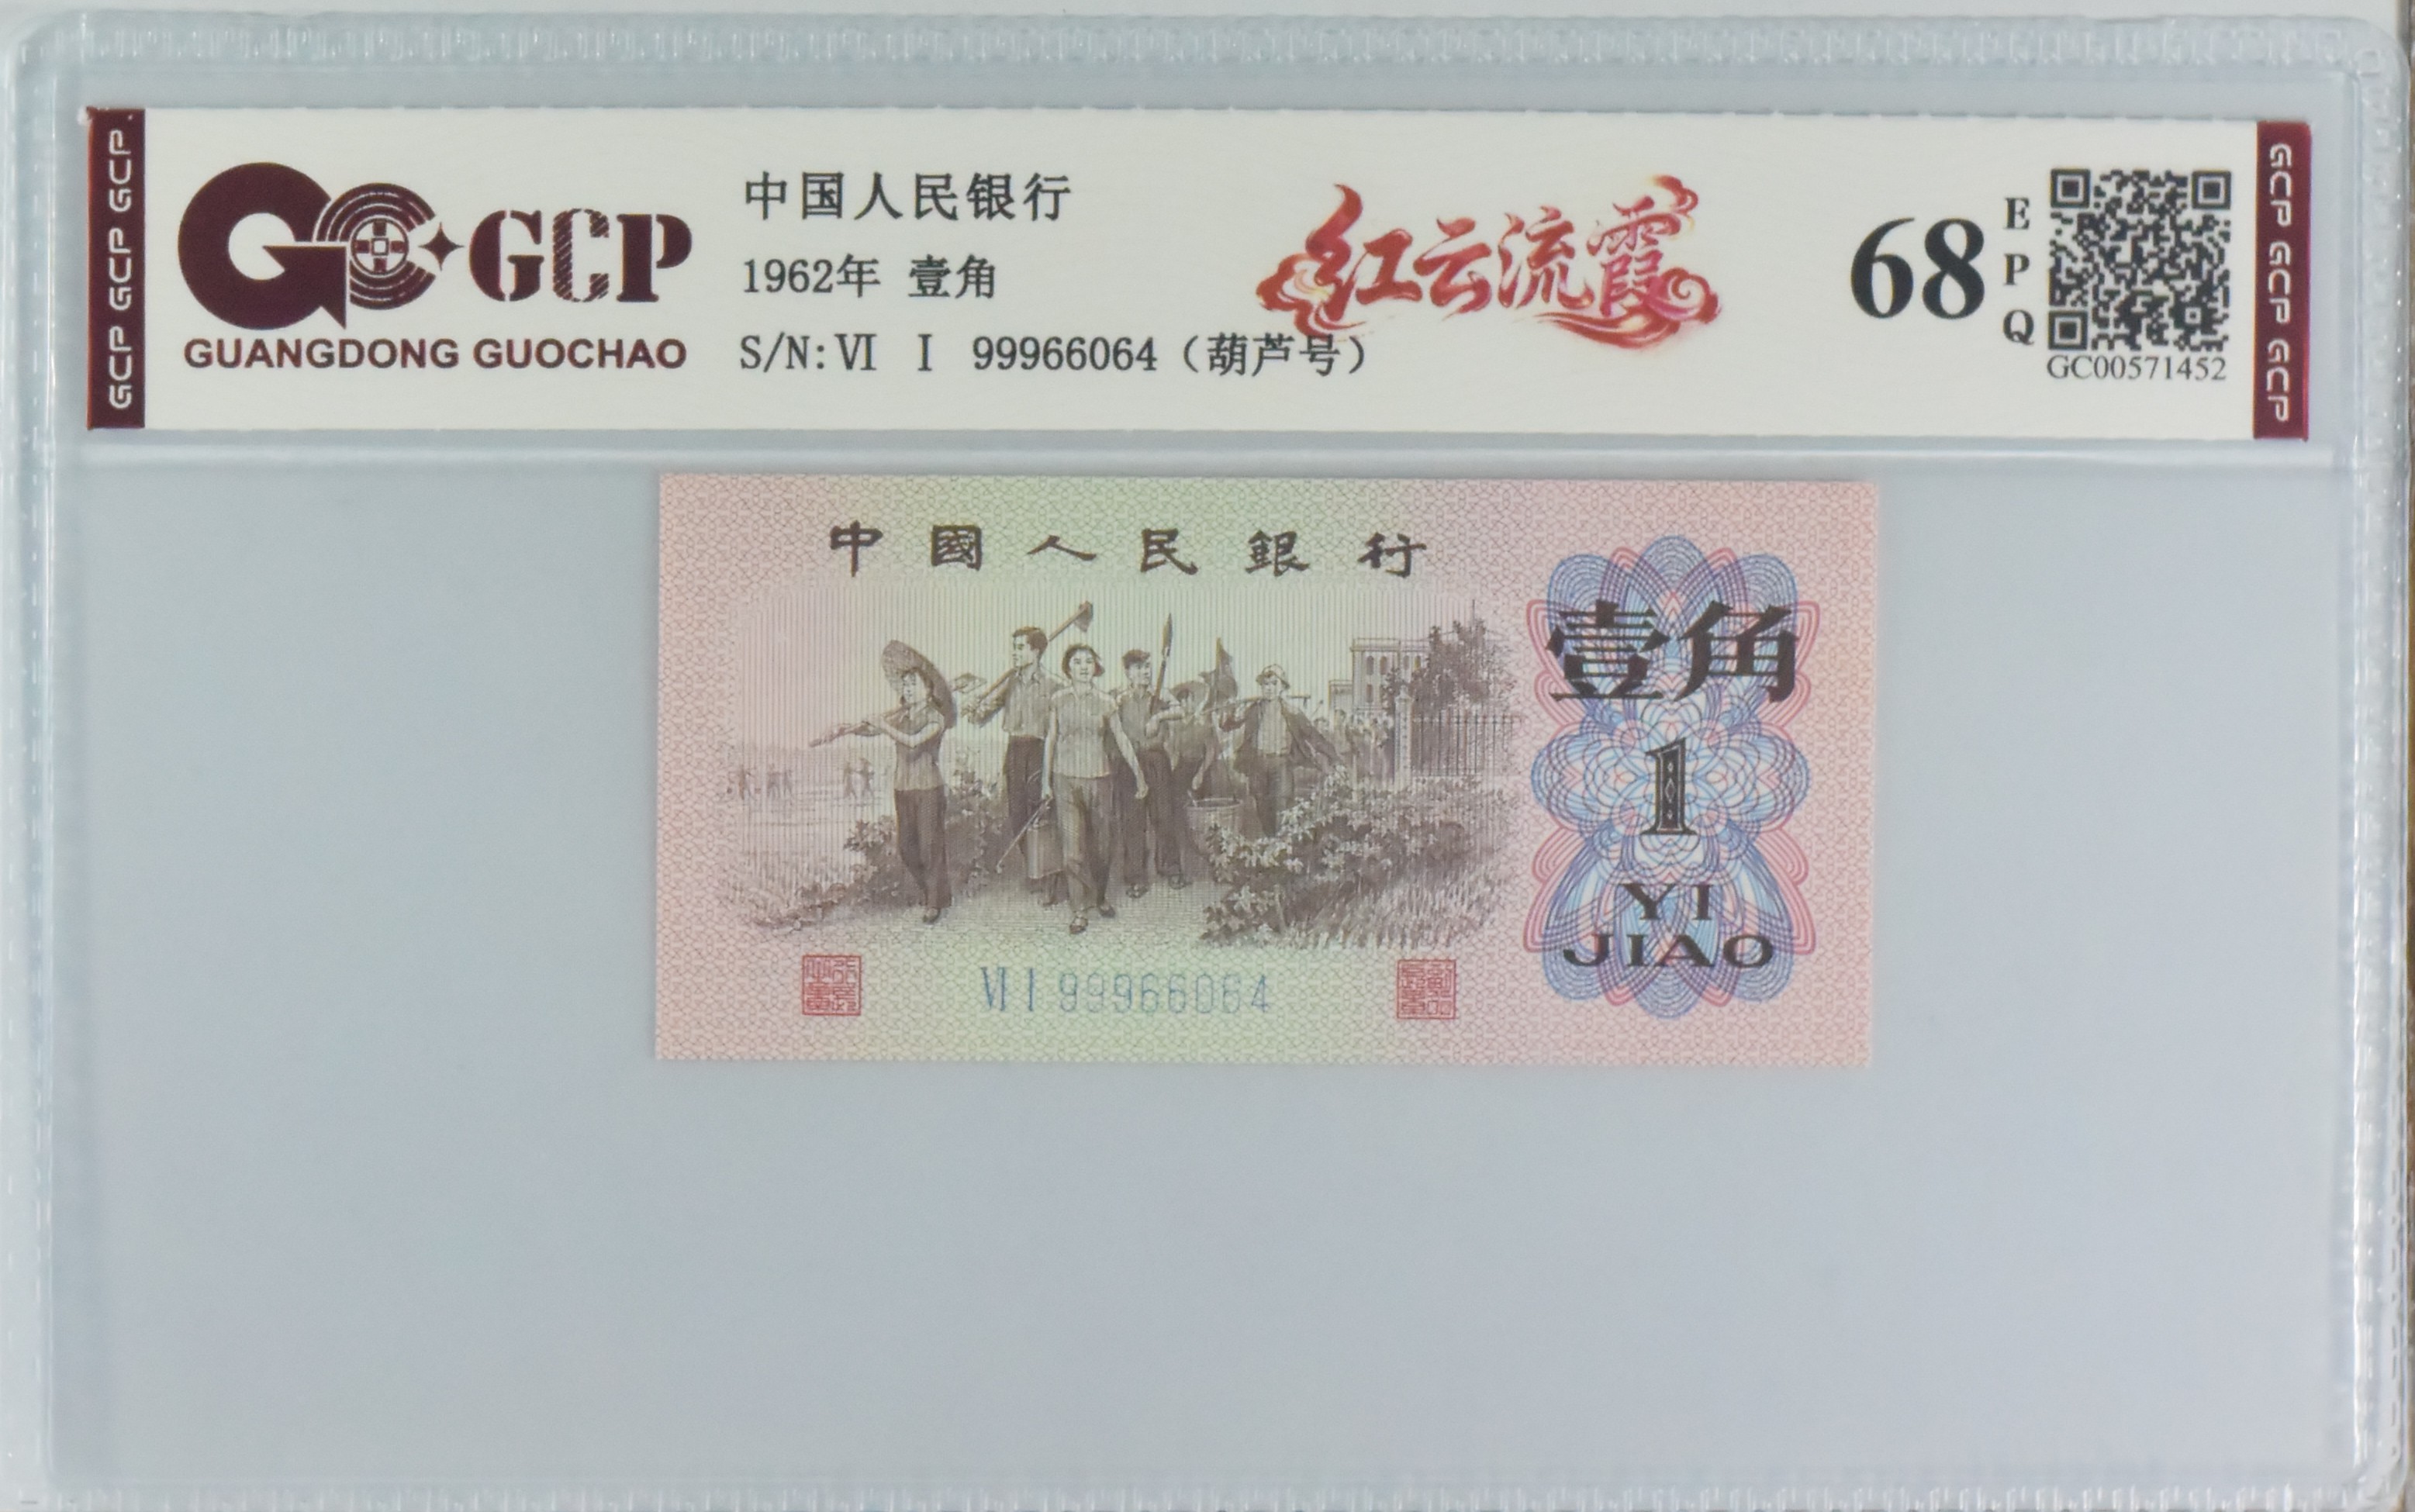 GCP GCP GCP
GCP
GUANGDONG GUOCHAO
中国人民银行
1962年 壹角
S/N:VI I 99966064（葫芦号）
红云流霞
68
EPQ
GC00571452
GCP GCP GCP
中國人民銀行
壹角
1
YI
JIAO
VI I 99966064